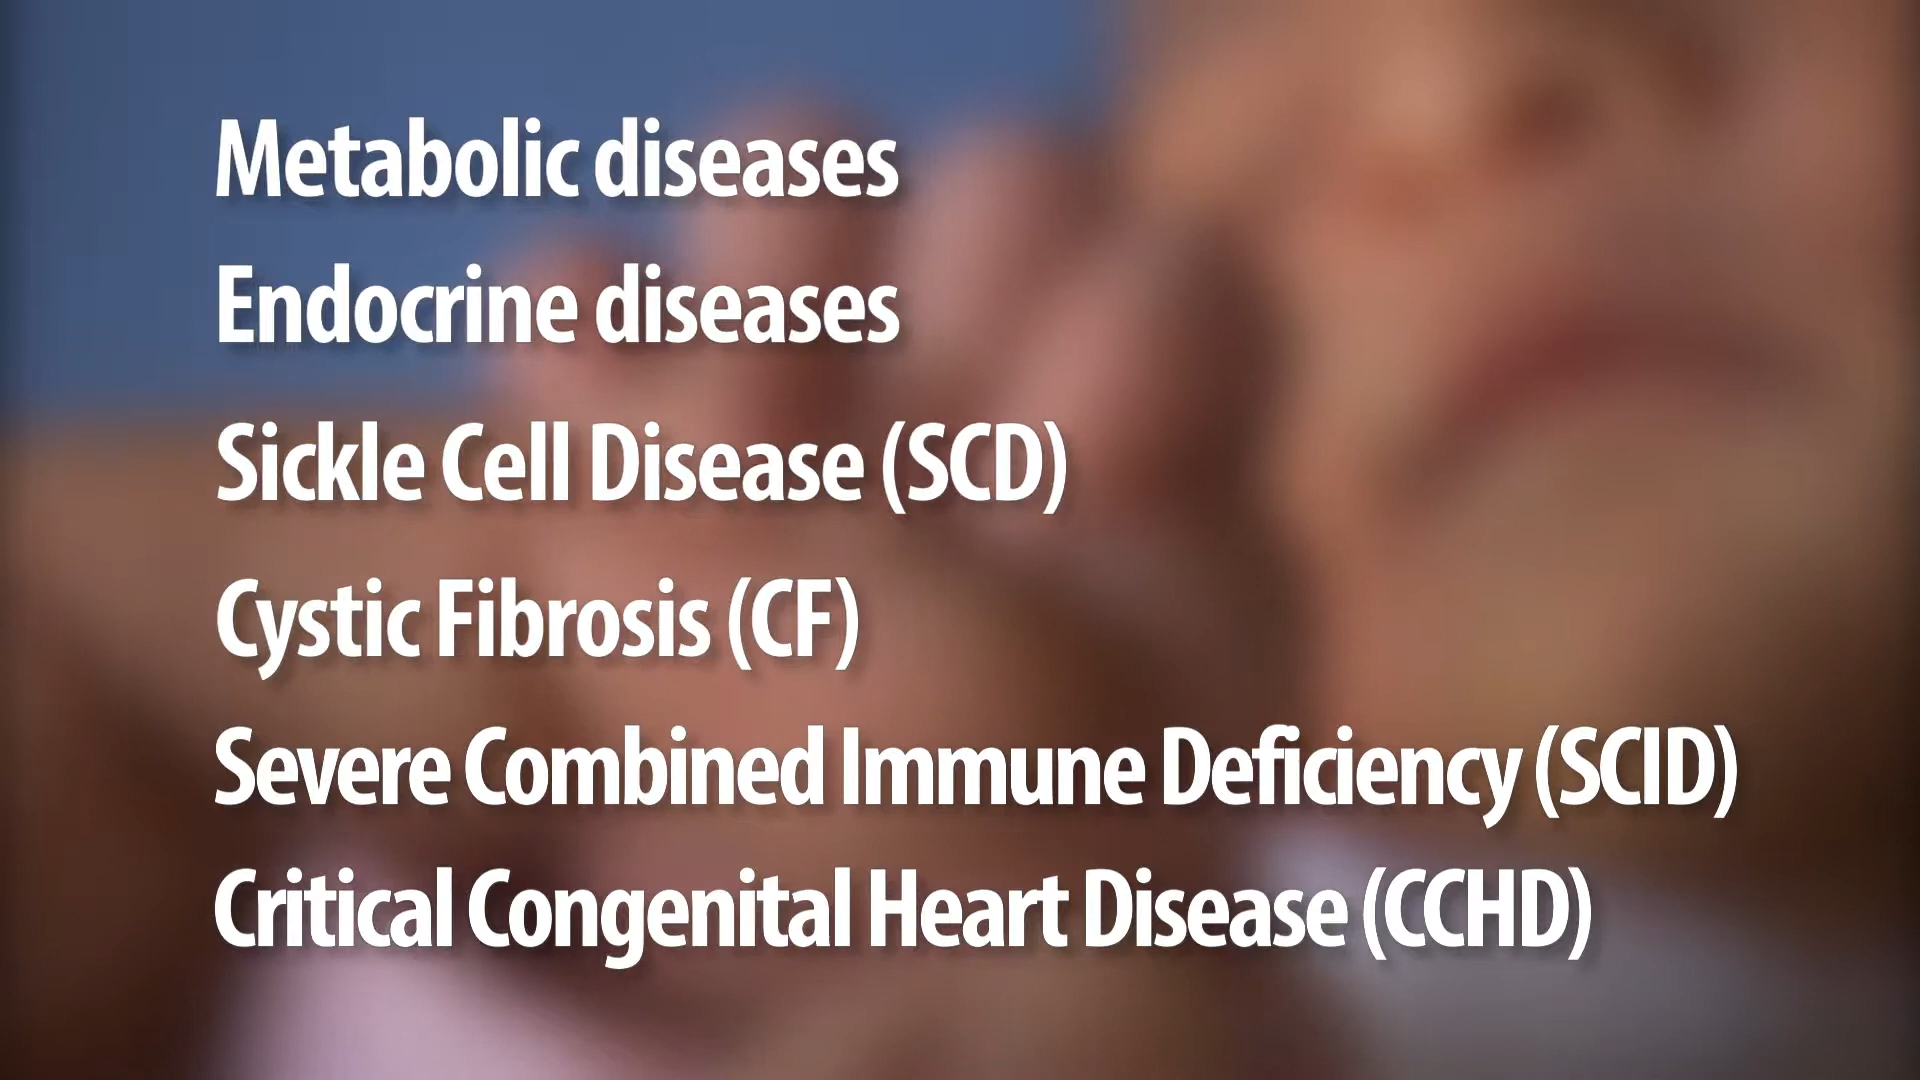 Metabolic diseases
Endocrine diseases
Sickle Cell Disease (SCD)
Cystic Fibrosis (CF)
Severe Combined Immune Deficiency (SCID)
Critical Congenital Heart Disease (CCHD)